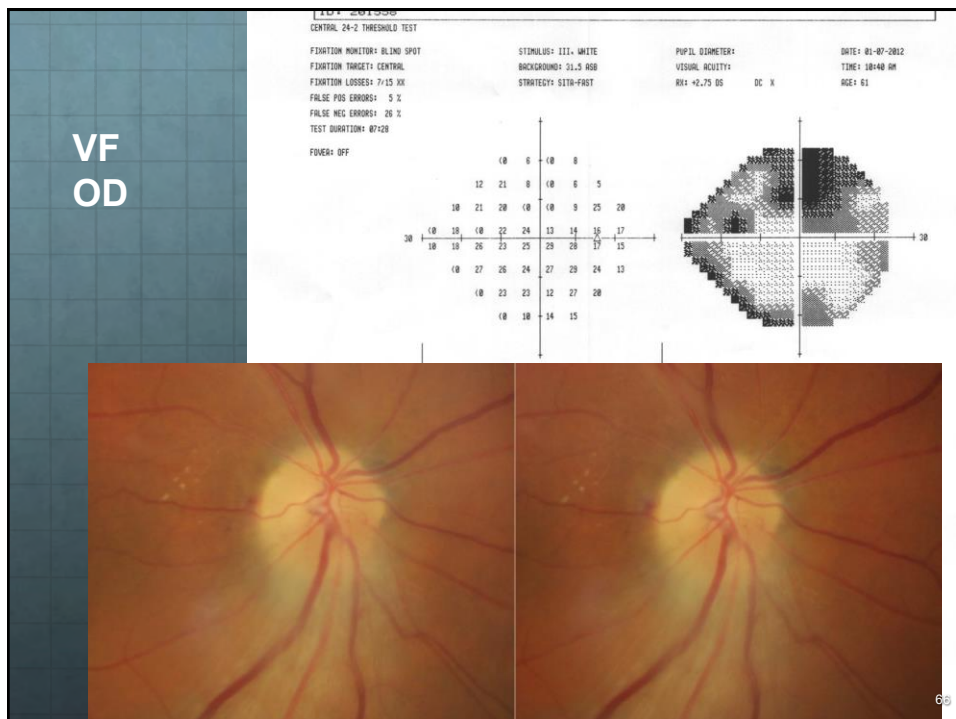 ID: 201558
CENTRAL 24-2 THRESHOLD TEST
FIXATION MONITOR: BLIND SPOT
FIXATION TARGET: CENTRAL
FIXATION LOSSES: 7/15 XX
FALSE POS ERRORS: 5 %
FALSE NEG ERRORS: 26 %
TEST DURATION: 07:28
FOVEA: OFF
STIMULUS: III, WHITE
BACKGROUND: 31.5 ASB
STRATEGY: SITA-FAST
PUPIL DIAMETER:
VISUAL ACUITY:
RX: +2.75 DS DC X
DATE: 01-07-2012
TIME: 10:40 AM
AGE: 61
VF
OD
<0 6 <0 8
12 21 8 <0 6 5
10 21 20 <0 <0 9 25 20
<0 18 <0 22 24 13 14 16 17
30 30
10 18 26 23 25 29 28 17 15
<0 27 26 24 27 29 24 13
<0 23 23 12 27 20
<0 10 14 15
66